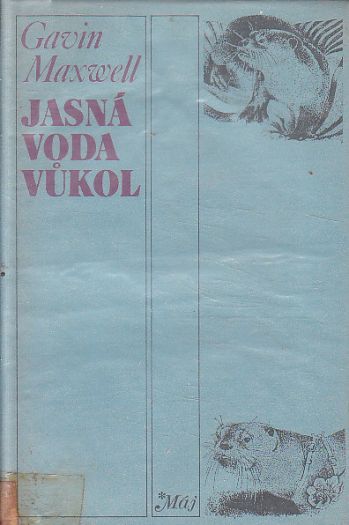 Gavin
Maxwell
JASNÁ
VODA
VŮKOL
*Máj